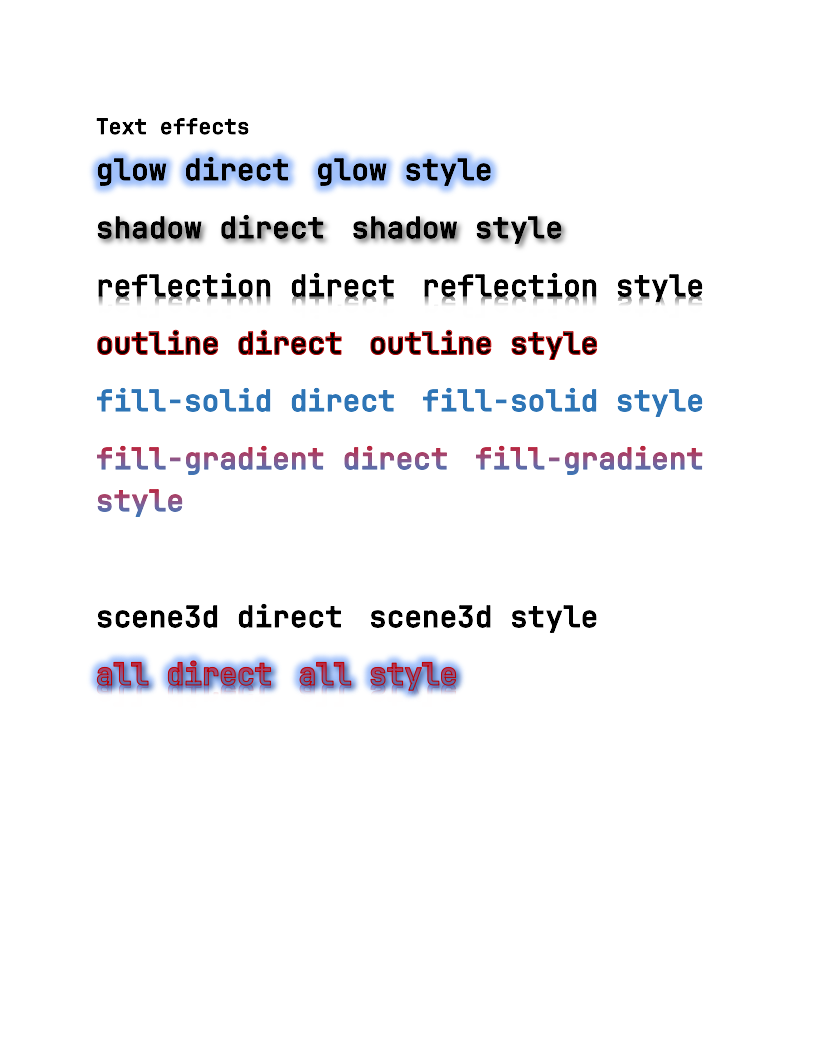 Text effects
glow direct glow style
shadow direct shadow style
reflection direct reflection style
outline direct outline style
fill-solid direct fill-solid style
fill-gradient direct fill-gradient
style
scene3d direct scene3d style
all direct all style